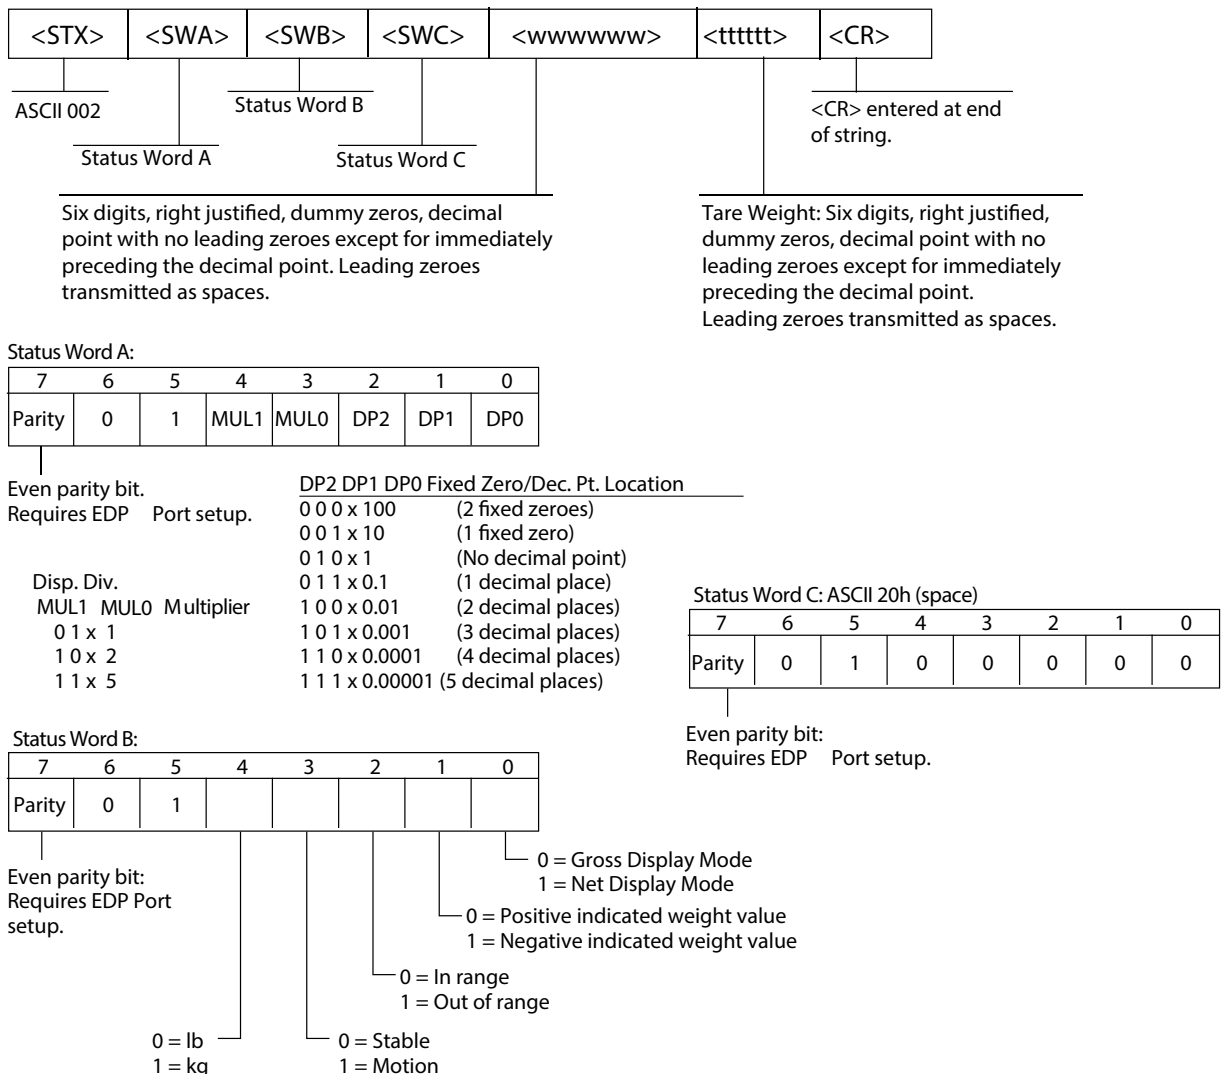 <STX> <SWA> <SWB> <SWC> <wwwwww> <tttttt> <CR>
ASCII 002
Status Word A
Status Word B
Status Word C
<CR> entered at end
of string.
Six digits, right justified, dummy zeros, decimal
point with no leading zeroes except for immediately
preceding the decimal point. Leading zeroes
transmitted as spaces.
Tare Weight: Six digits, right justified,
dummy zeros, decimal point with no
leading zeroes except for immediately
preceding the decimal point.
Leading zeroes transmitted as spaces.
Status Word A:
7 6 5 4 3 2 1 0
Parity 0 1 MUL1 MUL0 DP2 DP1 DP0
Even parity bit.
Requires EDP Port setup.
Disp. Div.
MUL1 MUL0 Multiplier
0 1 x 1
1 0 x 2
1 1 x 5
DP2 DP1 DP0 Fixed Zero/Dec. Pt. Location
0 0 0 x 100 (2 fixed zeroes)
0 0 1 x 10 (1 fixed zero)
0 1 0 x 1 (No decimal point)
0 1 1 x 0.1 (1 decimal place)
1 0 0 x 0.01 (2 decimal places)
1 0 1 x 0.001 (3 decimal places)
1 1 0 x 0.0001 (4 decimal places)
1 1 1 x 0.00001 (5 decimal places)
Status Word C: ASCII 20h (space)
7 6 5 4 3 2 1 0
Parity 0 1 0 0 0 0 0
Even parity bit:
Requires EDP Port setup.
Status Word B:
7 6 5 4 3 2 1 0
Parity 0 1
Even parity bit:
Requires EDP Port
setup.
0 = Gross Display Mode
1 = Net Display Mode
0 = Positive indicated weight value
1 = Negative indicated weight value
0 = In range
1 = Out of range
0 = lb
1 = kg
0 = Stable
1 = Motion